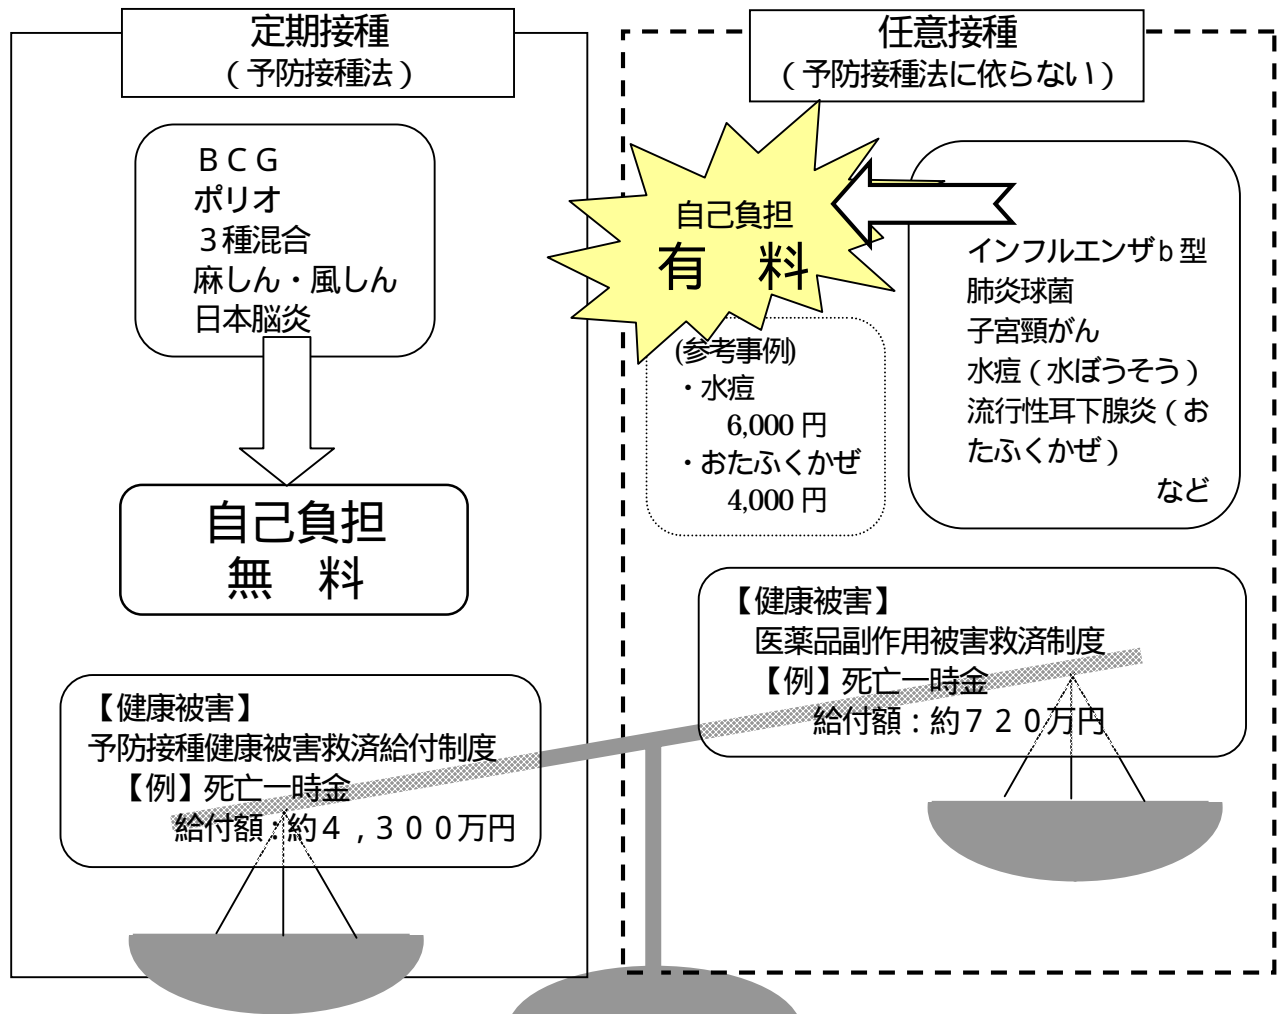 定期接種
（予防接種法）
ＢＣＧ
ポリオ
３種混合
麻しん・風しん
日本脳炎
自己負担
無　料
【健康被害】
予防接種健康被害救済給付制度
【例】死亡一時金
給付額：約４，３００万円
任意接種
（予防接種法に依らない）
自己負担
有　料
インフルエンザｂ型
肺炎球菌
子宮頸がん
水痘（水ぼうそう）
流行性耳下腺炎（お
たふくかぜ）
など
(参考事例)
・水痘
6,000 円
・おたふくかぜ
4,000 円
【健康被害】
医薬品副作用被害救済制度
【例】死亡一時金
給付額：約７２０万円